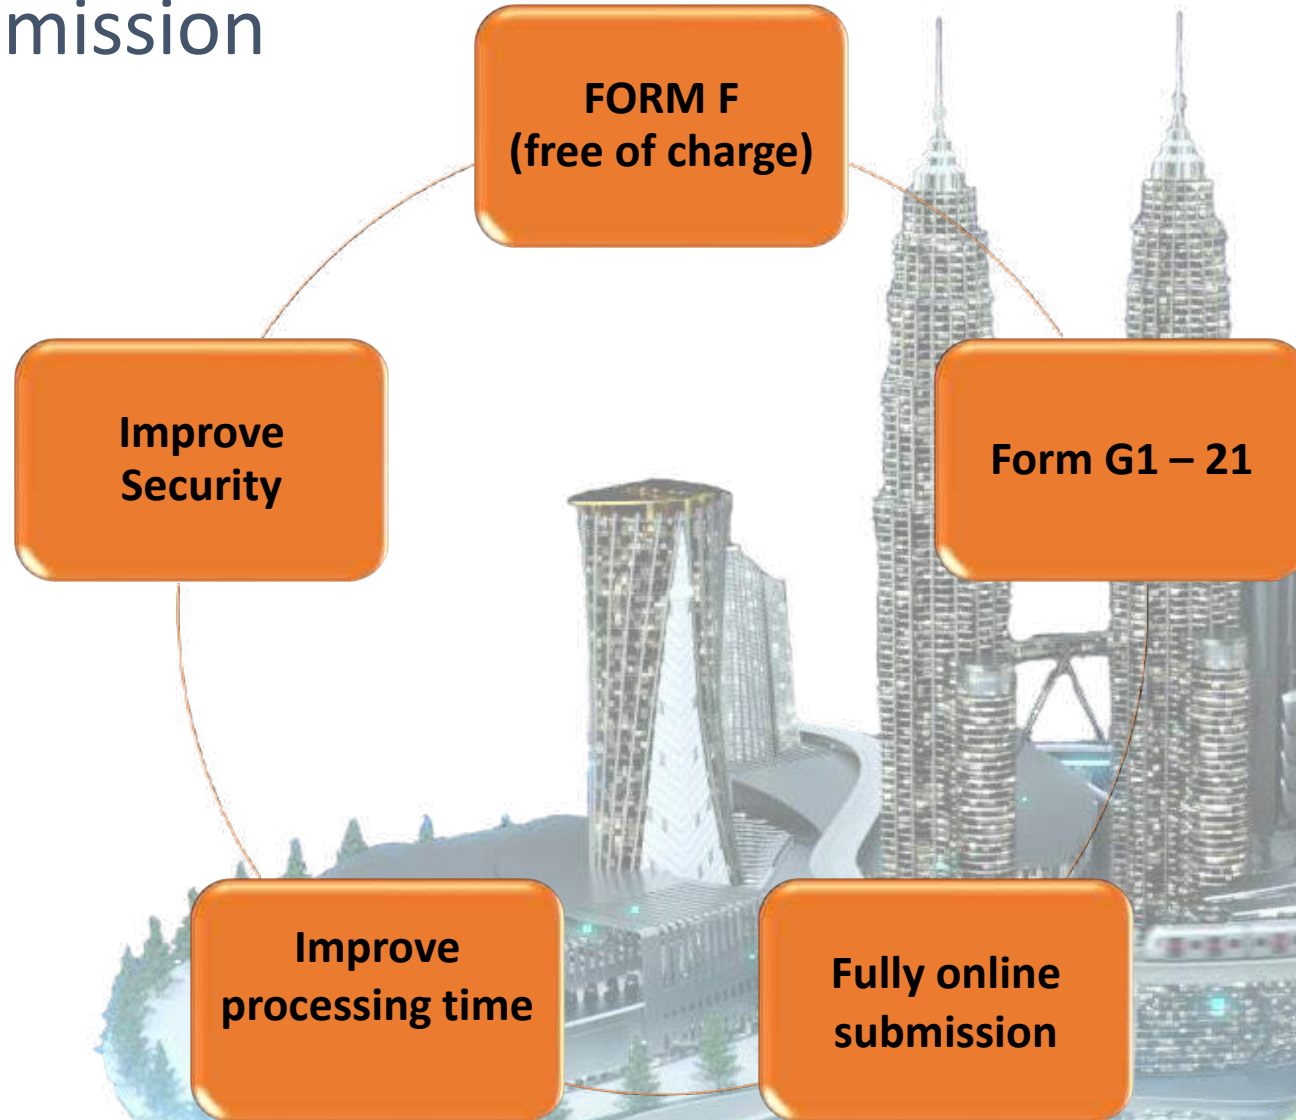 mission
FORM F
(free of charge)
Form G1 – 21
Fully online
submission
Improve
processing time
Improve
Security